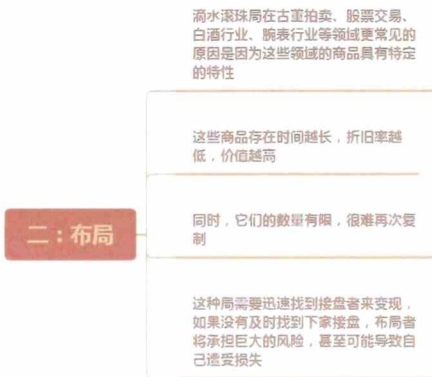 滴水滚珠局在古董拍卖、股票交易、
白酒行业、腕表行业等领域更常见的
原因是因为这些领域的商品具有特定
的特性
这些商品存在时间越长，折旧率越
低，价值越高
二：布局
同时，它们的数量有限，很难再次复
制
这种局需要迅速找到接盘者来变现，
如果没有及时找到下家接盘，布局者
将承担巨大的风险，甚至可能导致自
己遭受损失